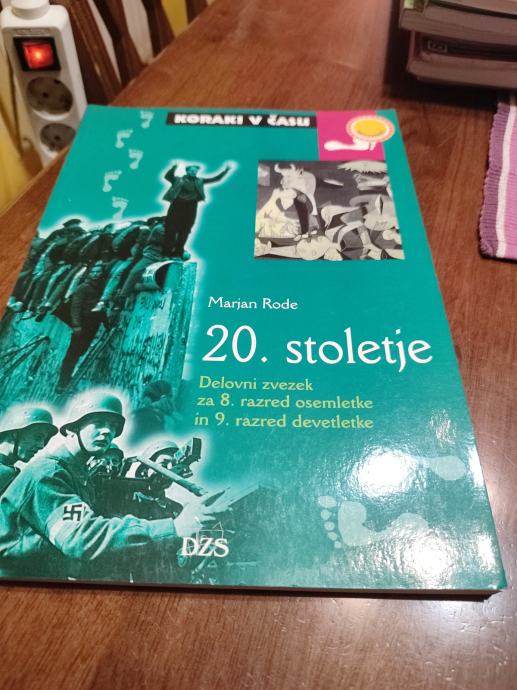 KORAKI V ČASU
Marjan Rode
20. stoletje
Delovni zvezek
za 8. razred osemletke
in 9. razred devetletke
DZS